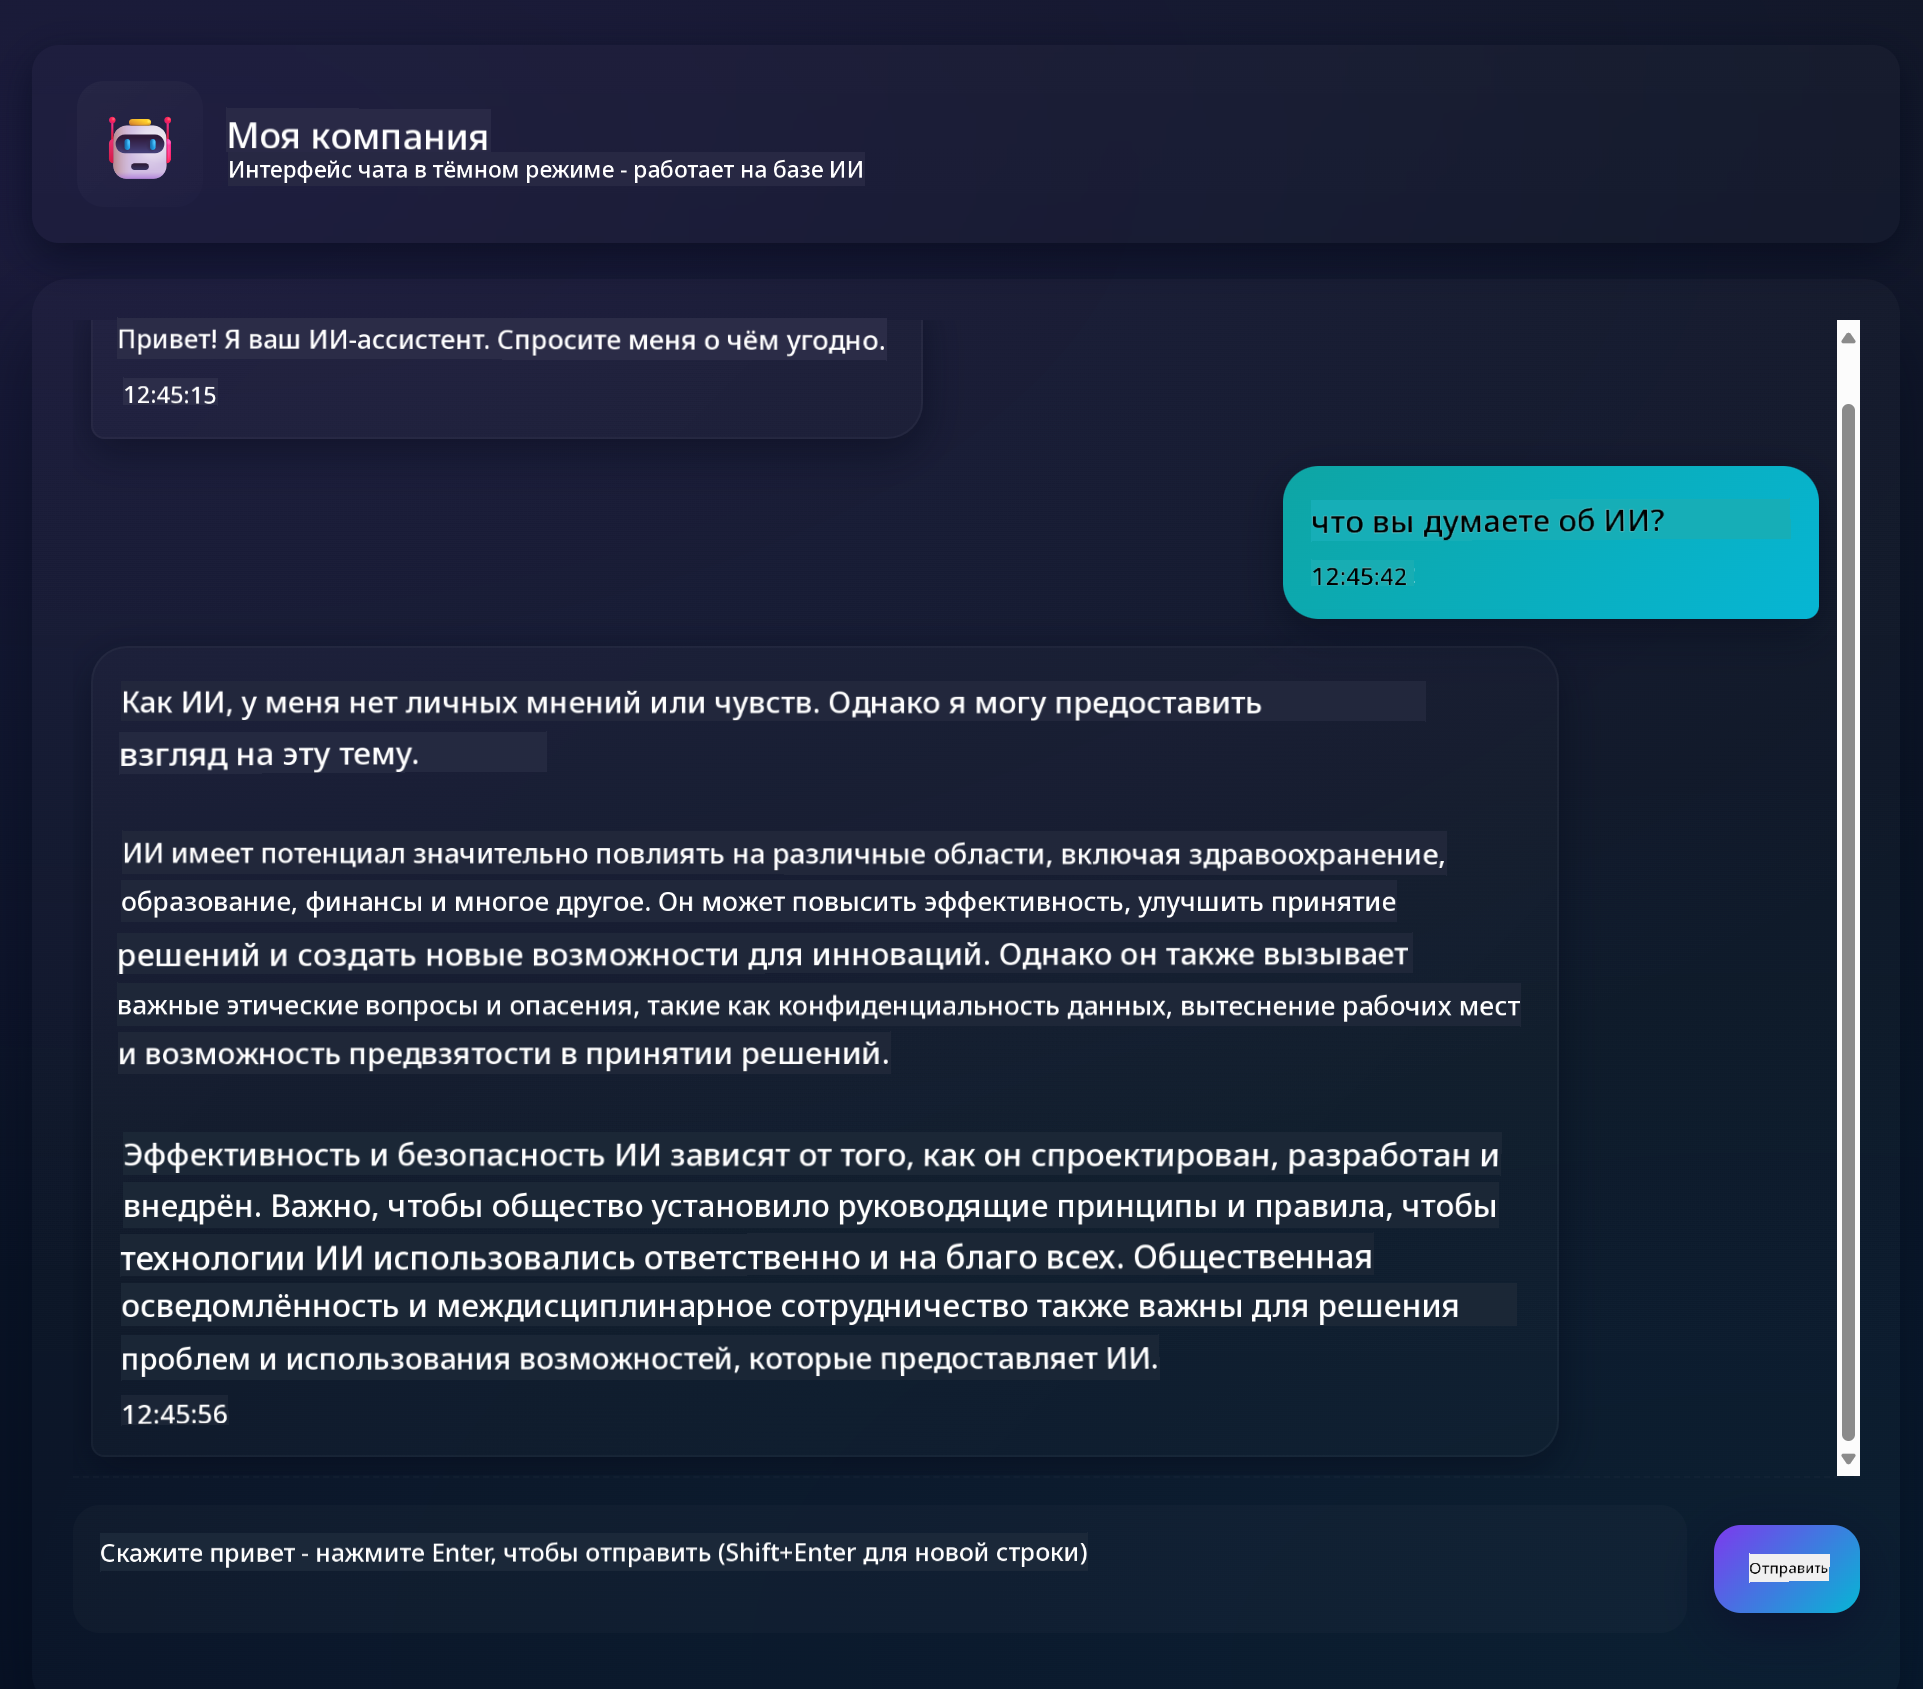 Моя компания
Интерфейс чата в тёмном режиме - работает на базе ИИ
Привет! Я ваш ИИ-ассистент. Спросите меня о чём угодно.
12:45:15
что вы думаете об ИИ?
12:45:42
Как ИИ, у меня нет личных мнений или чувств. Однако я могу предоставить
взгляд на эту тему.
ИИ имеет потенциал значительно повлиять на различные области, включая здравоохранение,
образование, финансы и многое другое. Он может повысить эффективность, улучшить принятие
решений и создать новые возможности для инноваций. Однако он также вызывает
важные этические вопросы и опасения, такие как конфиденциальность данных, вытеснение рабочих мест
и возможность предвзятости в принятии решений.
Эффективность и безопасность ИИ зависят от того, как он спроектирован, разработан и
внедрён. Важно, чтобы общество установило руководящие принципы и правила, чтобы
технологии ИИ использовались ответственно и на благо всех. Общественная
осведомлённость и междисциплинарное сотрудничество также важны для решения
проблем и использования возможностей, которые предоставляет ИИ.
12:45:56
Скажите привет - нажмите Enter, чтобы отправить (Shift+Enter для новой строки)
Отправить